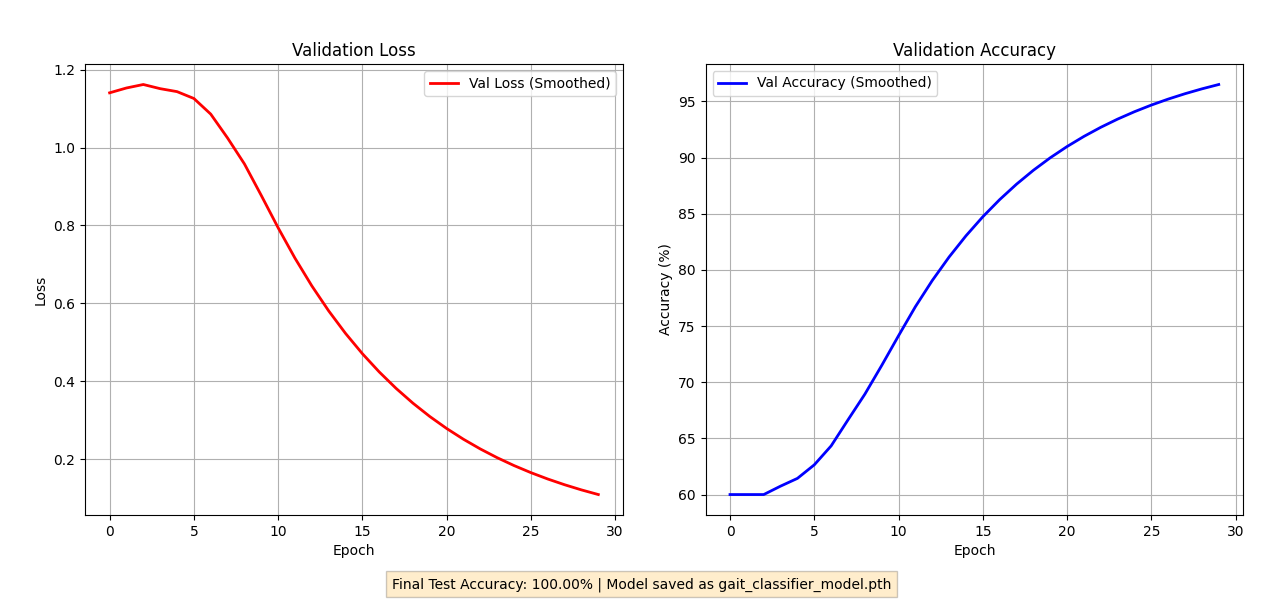 Validation Loss
Val Loss (Smoothed)
1.2
1.0
0.8
0.6
0.4
0.2
Loss
0 5 10 15 20 25 30
Epoch
Validation Accuracy
Val Accuracy (Smoothed)
95
90
85
80
75
70
65
60
Accuracy (%)
0 5 10 15 20 25 30
Epoch
Final Test Accuracy: 100.00% | Model saved as gait_classifier_model.pth